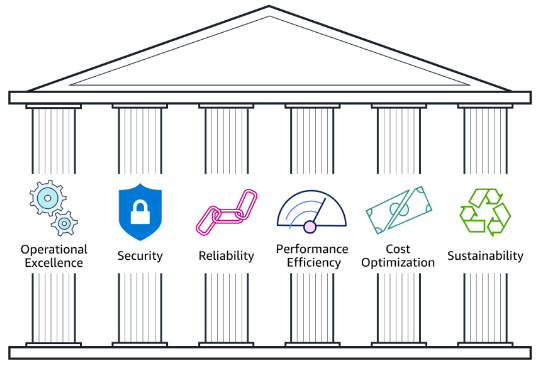 Operational
Excellence
Security
Reliability
Performance
Efficiency
Cost
Optimization
Sustainability